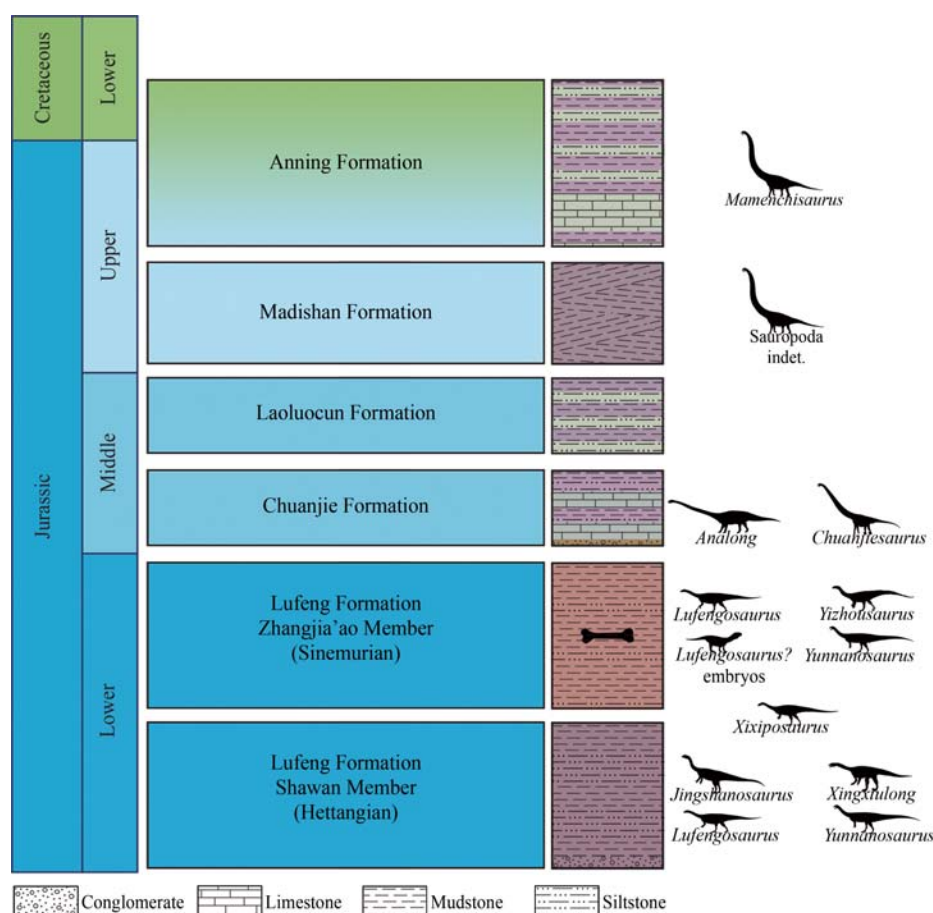 Cretaceous
Lower
Jurassic
Upper
Middle
Lower
Anning Formation
Mamenchisaurus
Madishan Formation
Sauropoda
indet.
Laoluocun Formation
Chuanjie Formation
Analong
Chuanjiesaurus
Lufeng Formation
Zhangjia’ao Member
(Sinemurian)
Lufengosaurus
Yizhousaurus
Lufengosaurus?
embryos
Yunnanosaurus
Xixiposaurus
Lufeng Formation
Shawan Member
(Hettangian)
Jingshanosaurus
Xingxiulong
Lufengosaurus
Yunnanosaurus
Conglomerate
Limestone
Mudstone
Siltstone